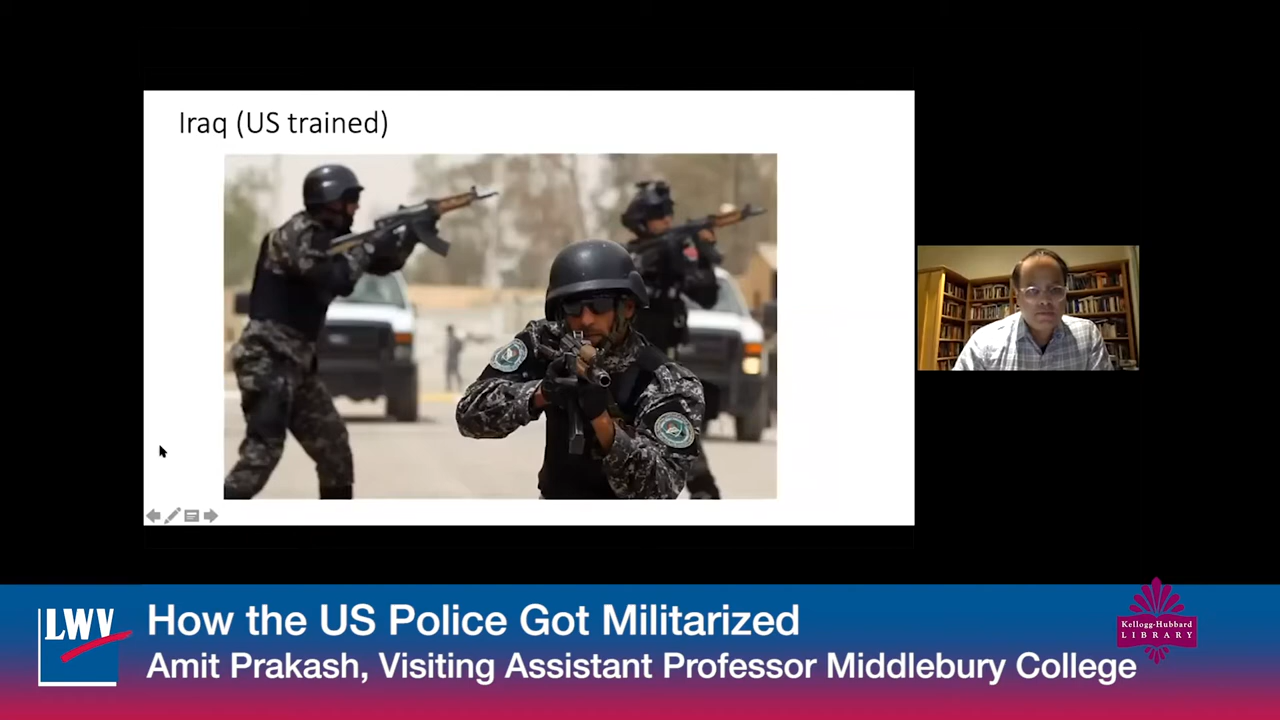 Iraq (US trained)
LWV
How the US Police Got Militarized
Amit Prakash, Visiting Assistant Professor Middlebury College
Kellogg-Hubbard
LIBRARY